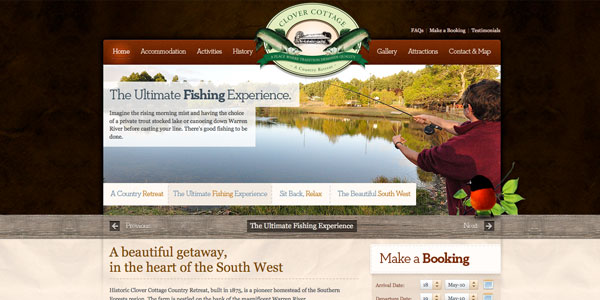 FAQs | Make a Booking | Testimonials
CLOVER COTTAGE
A COUNTRY RETREAT
Home Accommodation Activities History Gallery Attractions Contact & Map
The Ultimate Fishing Experience.
Imagine the rising morning mist and having the choice
of a private trout stocked lake or canoeing down Warren
River before casting your line. There's good fishing to be
done.
A Country Retreat The Ultimate Fishing Experience Sit Back, Relax The Beautiful South West
Previous The Ultimate Fishing Experience Next
A beautiful getaway,
in the heart of the South West
Make a Booking
Historic Clover Cottage Country Retreat, built in 1875, is a pioneer homestead of the Southern
Forests region. The farm is nestled on the bank of the magnificent Warren River
Arrival Date: 18 May-10
Departure Date: May-10